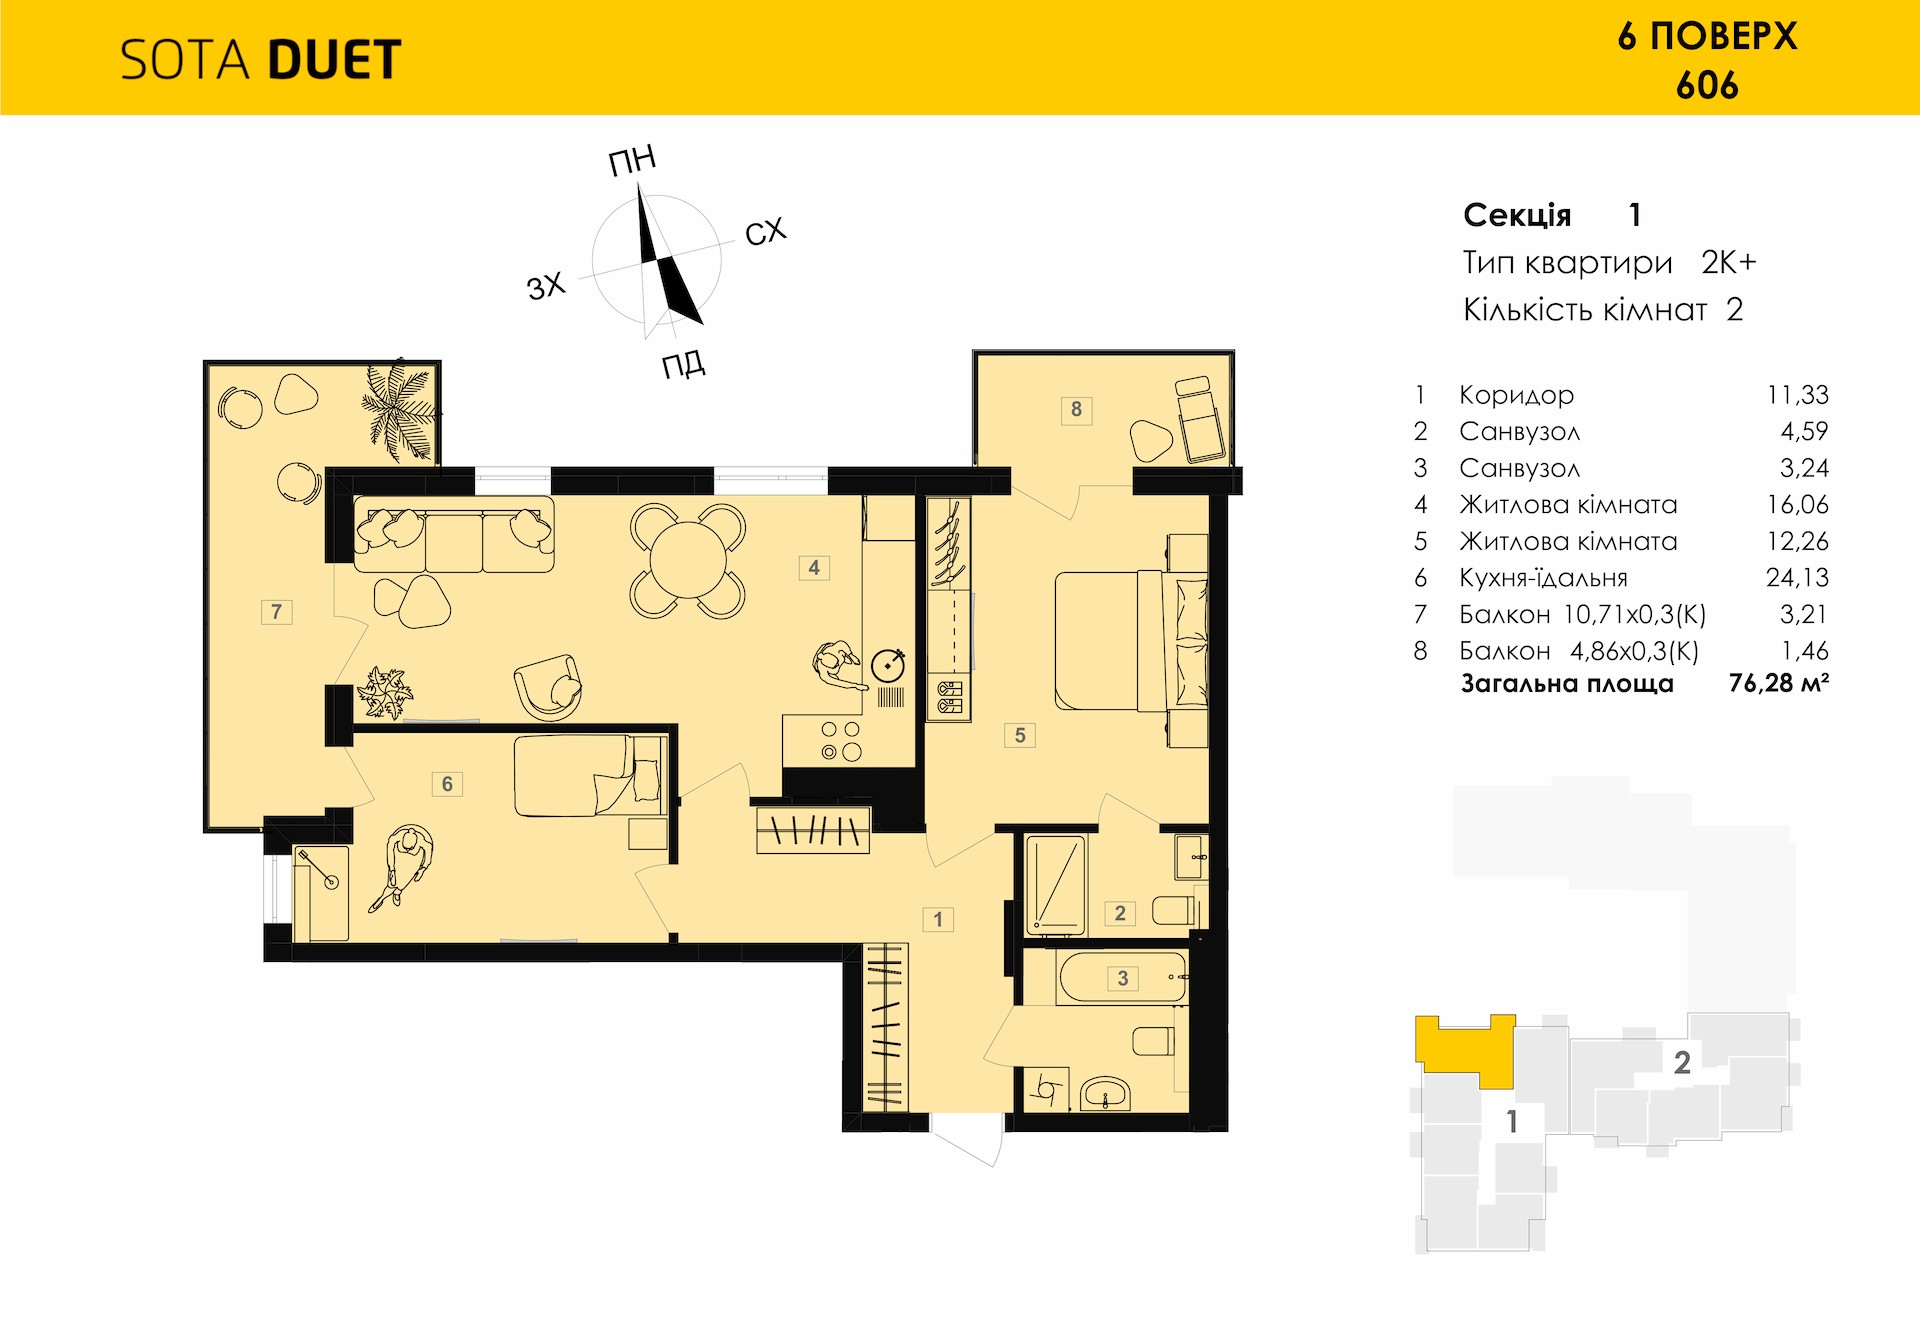 SOTA DUET
6 ПОВЕРХ
606
ПН
СХ
ЗХ
ПД
Секція 1
Тип квартири 2К+
Кількість кімнат 2
1 Коридор 11,33
2 Санвузол 4,59
3 Санвузол 3,24
4 Житлова кімната 16,06
5 Житлова кімната 12,26
6 Кухня-їдальня 24,13
7 Балкон 10,71х0,3(К) 3,21
8 Балкон 4,86х0,3(К) 1,46
Загальна площа 76,28 м²
8
4
7
5
6
1
2
3
2
1